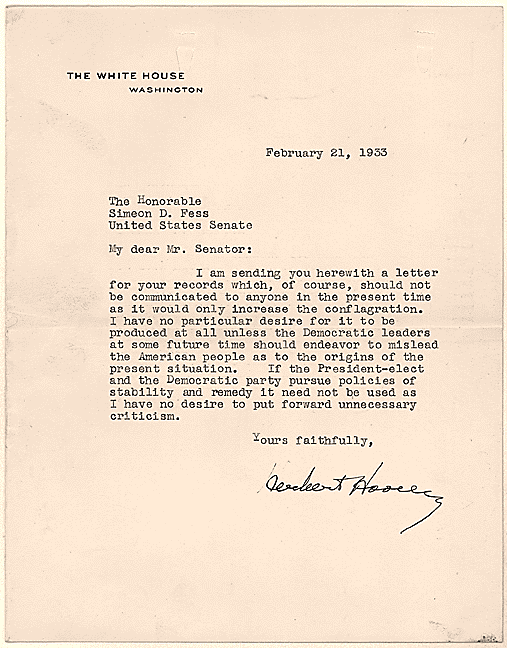 THE WHITE HOUSE
WASHINGTON
February 21, 1933
The Honorable
Simeon D. Fess
United States Senate
My dear Mr. Senator:
I am sending you herewith a letter
for your records which, of course, should not
be communicated to anyone in the present time
as it would only increase the conflagration.
I have no particular desire for it to be
produced at all unless the Democratic leaders
at some future time should endeavor to mislead
the American people as to the origins of the
present situation. If the President-elect
and the Democratic party pursue policies of
stability and remedy it need not be used as
I have no desire to put forward unnecessary
criticism.
Yours faithfully,
Herbert Hoover